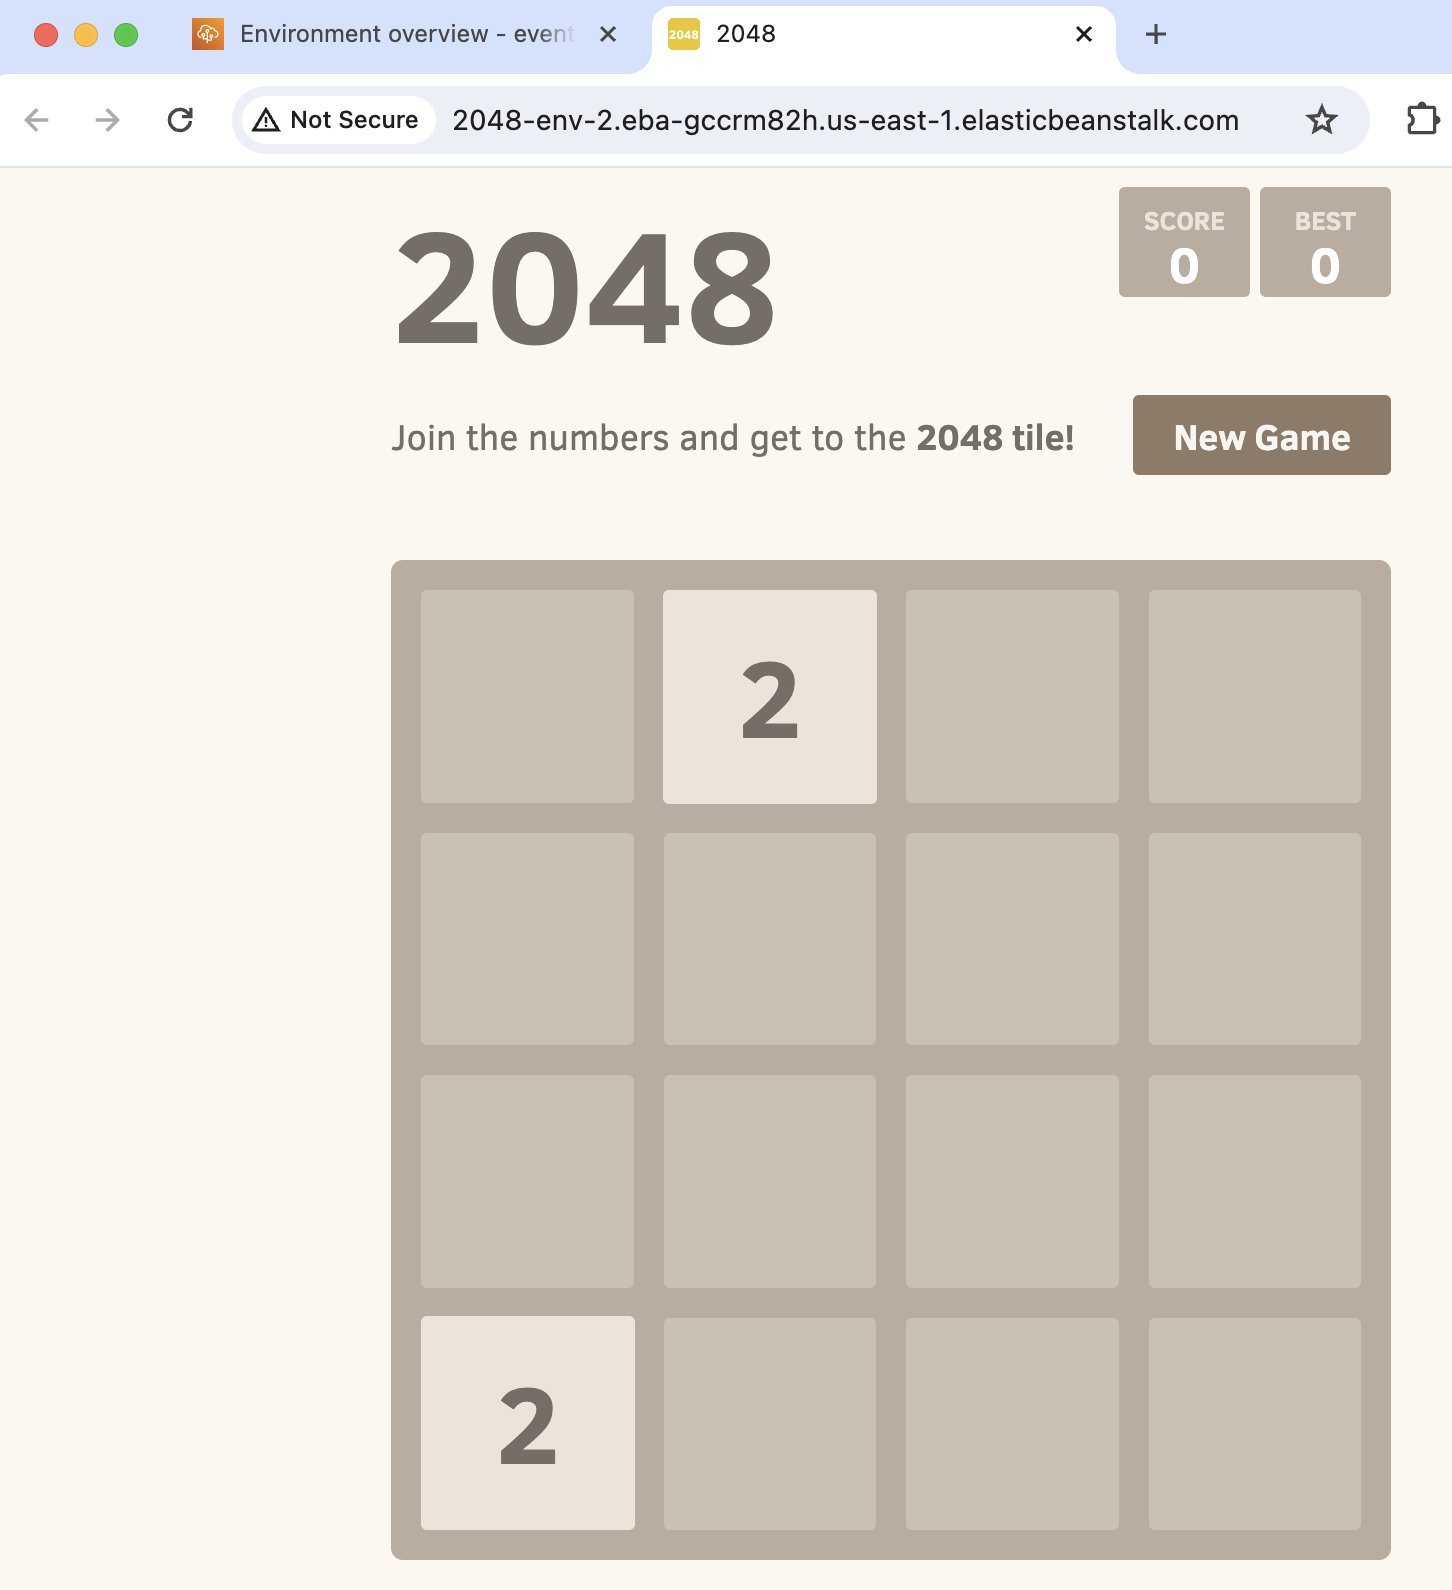 Environment overview - event
2048
2048
Not Secure
2048-env-2.eba-gccrm82h.us-east-1.elasticbeanstalk.com
2048
SCORE
0
BEST
0
Join the numbers and get to the 2048 tile!
New Game
2
2